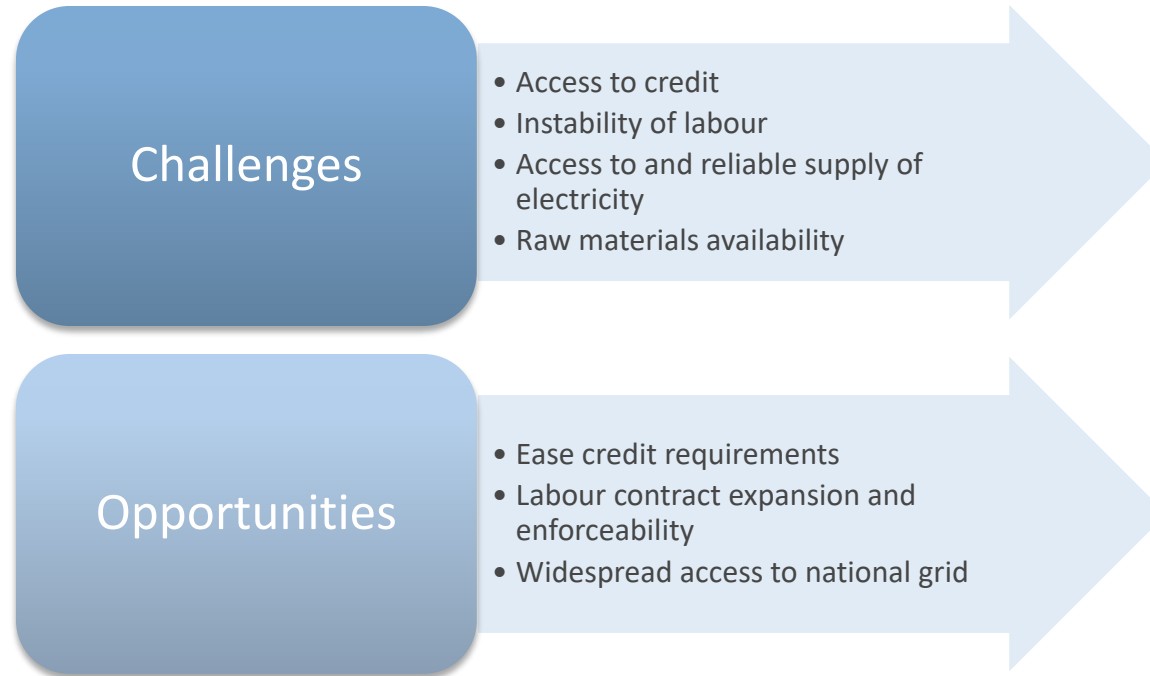 Challenges
• Access to credit
• Instability of labour
• Access to and reliable supply of
electricity
• Raw materials availability
Opportunities
• Ease credit requirements
• Labour contract expansion and
enforceability
• Widespread access to national grid